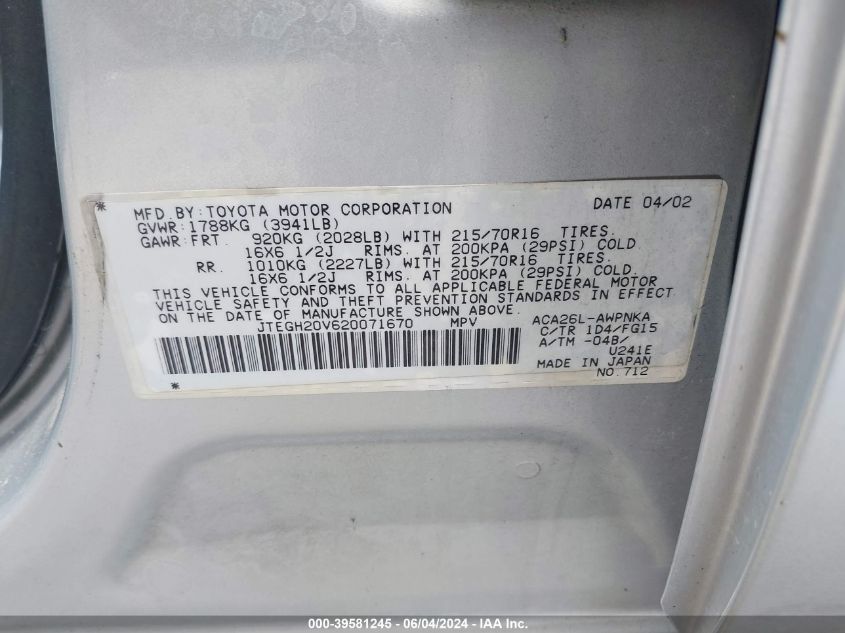 MFD.BY:TOYOTA MOTOR CORPORATION DATE 04/02
GVWR:1788KG (3941LB)
GAWR:FRT. 920KG (2028LB) WITH 215/70R16 TIRES.
16X6 1/2J RIMS. AT 200KPA (29PSI) COLD
RR. 1010KG (2227LB) WITH 215/70R16 TIRES.
16X6 1/2J RIMS. AT 200KPA (29PSI) COLD.
THIS VEHICLE CONFORMS TO ALL APPLICABLE FEDERAL MOTOR
VEHICLE SAFETY AND THEFT PREVENTION STANDARDS IN EFFECT
ON THE DATE OF MANUFACTURE SHOWN ABOVE.
JTEGH20V620071670 MPV
ACA26L-AWPNKA
C/TR 1D4/FG15
A/TM -04B/
U241E
MADE IN JAPAN
NO.712
000-39581245 - 06/04/2024 - IAA Inc.